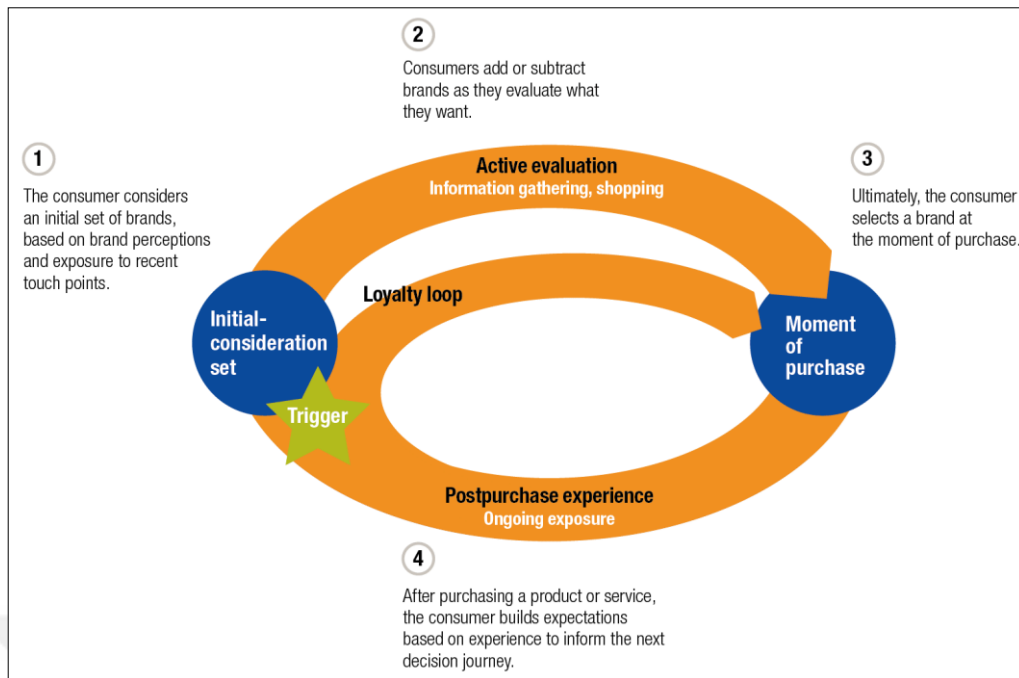 2
Consumers add or subtract
brands as they evaluate what
they want.
1
The consumer considers
an initial set of brands,
based on brand perceptions
and exposure to recent
touch points.
3
Ultimately, the consumer
selects a brand at
the moment of purchase.
Active evaluation
Information gathering, shopping
Loyalty loop
Initial-
consideration
set
Trigger
Moment
of
purchase
Postpurchase experience
Ongoing exposure
4
After purchasing a product or service,
the consumer builds expectations
based on experience to inform the next
decision journey.